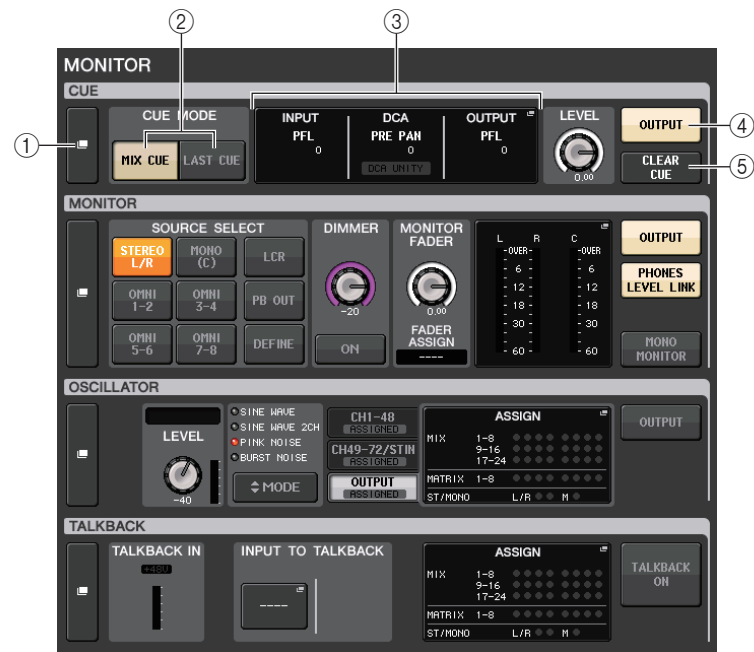 ② ③
MONITOR
CUE
CUE MODE
MIX CUE LAST CUE
INPUT DCA OUTPUT
PFL PRE PAN PFL
0 0 0
DCA UNITY
LEVEL
0.00
OUTPUT
CLEAR CUE
① ④ ⑤
MONITOR
SOURCE SELECT
STEREO L/R MONO (C) LCR
OMNI 1-2 OMNI 3-4 PB OUT
OMNI 5-6 OMNI 7-8 DEFINE
DIMMER
-20
ON
MONITOR FADER
0.00
FADER ASSIGN
----
L R C
-OVER- -OVER
- 6 - - 6
- 12 - - 12
- 18 - - 18
- 30 - - 30
- 60 - - 60
OUTPUT
PHONES LEVEL LINK
MONO MONITOR
OSCILLATOR
LEVEL
-40
SINE WAVE
SINE WAVE 2CH
PINK NOISE
BURST NOISE
MODE
CH1-48
ASSIGNED
CH49-72/STIN
ASSIGNED
OUTPUT
ASSIGNED
ASSIGN
MIX 1-8
9-16
17-24
MATRIX 1-8
ST/MONO L/R M
OUTPUT
TALKBACK
TALKBACK IN
+48V
INPUT TO TALKBACK
----
ASSIGN
MIX 1-8
9-16
17-24
MATRIX 1-8
ST/MONO L/R M
TALKBACK ON